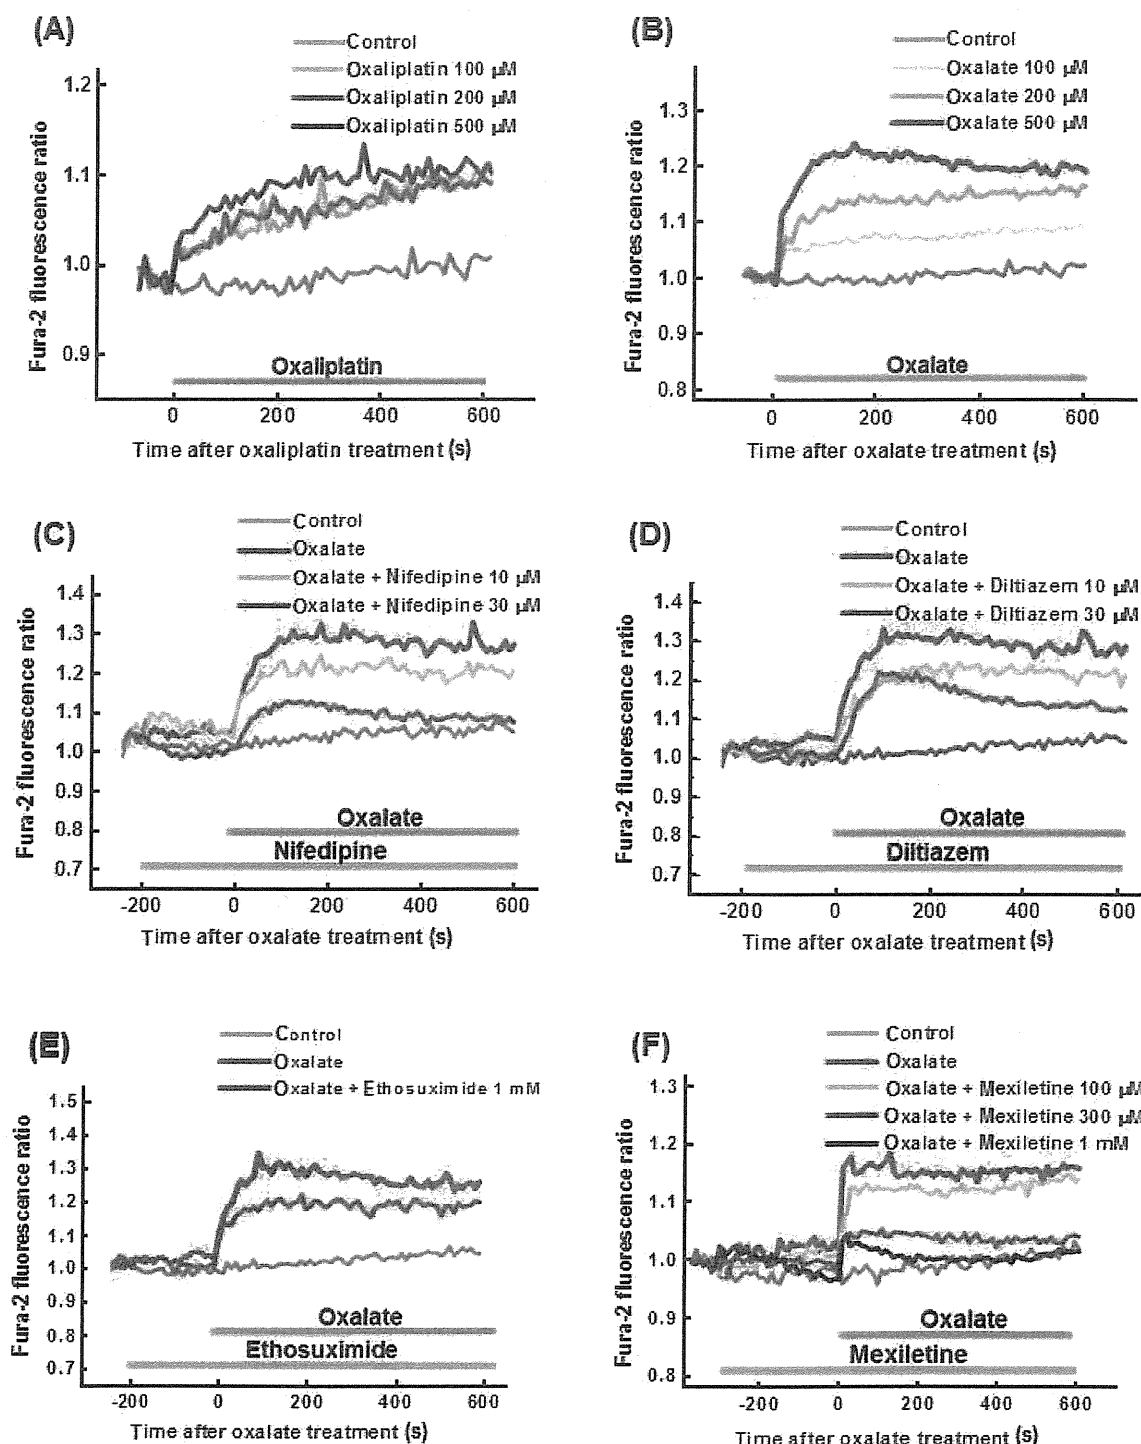 (A)
Control
Oxaliplatin 100 µM
Oxaliplatin 200 µM
Oxaliplatin 500 µM
Fura-2 fluorescence ratio
1.2
1.1
1.0
0.9
Oxaliplatin
0
200
400
600
Time after oxaliplatin treatment (s)
(B)
Control
Oxalate 100 µM
Oxalate 200 µM
Oxalate 500 µM
Fura-2 fluorescence ratio
1.3
1.2
1.1
1.0
0.9
0.8
Oxalate
0
200
400
600
Time after oxalate treatment (s)
(C)
Control
Oxalate
Oxalate + Nifedipine 10 µM
Oxalate + Nifedipine 30 µM
Fura-2 fluorescence ratio
1.4
1.3
1.2
1.1
1.0
0.9
0.8
0.7
Oxalate
Nifedipine
-200
0
200
400
600
Time after oxalate treatment (s)
(D)
Control
Oxalate
Oxalate + Diltiazem 10 µM
Oxalate + Diltiazem 30 µM
Fura-2 fluorescence ratio
1.4
1.3
1.2
1.1
1.0
0.9
0.8
0.7
Oxalate
Diltiazem
-200
0
200
400
600
Time after oxalate treatment (s)
(E)
Control
Oxalate
Oxalate + Ethosuximide 1 mM
Fura-2 fluorescence ratio
1.5
1.4
1.3
1.2
1.1
1.0
0.9
0.8
0.7
Oxalate
Ethosuximide
-200
0
200
400
600
Time after oxalate treatment (s)
(F)
Control
Oxalate
Oxalate + Mexiletine 100 µM
Oxalate + Mexiletine 300 µM
Oxalate + Mexiletine 1 mM
Fura-2 fluorescence ratio
1.3
1.2
1.1
1.0
0.9
0.8
Oxalate
Mexiletine
-200
0
200
400
600
Time after oxalate treatment (s)